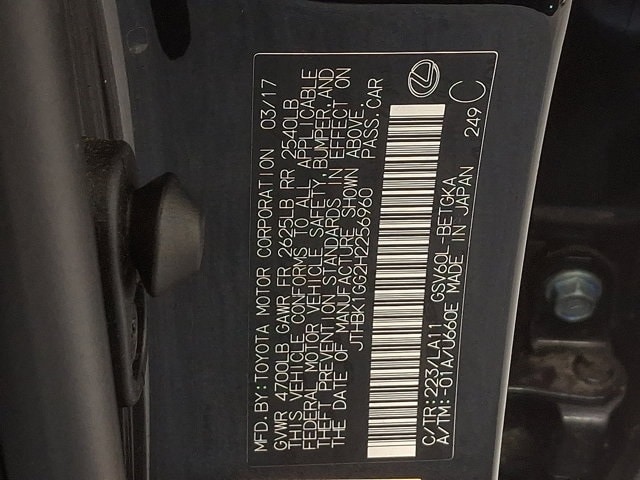 MFD.BY:TOYOTA MOTOR CORPORATION 03/17
GVWR 4700LB GAWR FR 2625LB RR 2540LB
THIS VEHICLE CONFORMS TO ALL APPLICABLE
FEDERAL MOTOR VEHICLE SAFETY,BUMPER,AND
THEFT PREVENTION STANDARDS IN EFFECT ON
THE DATE OF MANUFACTURE SHOWN ABOVE.
JTHBK1GG2H2256960 PASS.CAR
C/TR:223/LA11 GSV60L-BETGKA
A/TM:-01A/U660E MADE IN JAPAN 249 C